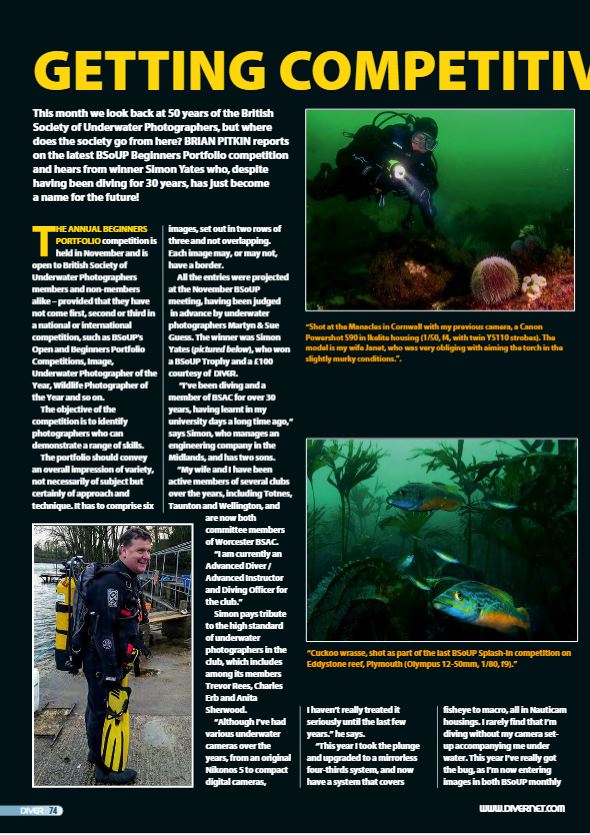 GETTING COMPETITIV
This month we look back at 50 years of the British
Society of Underwater Photographers, but where
does the society go from here? BRIAN PITKIN reports
on the latest BSoUP Beginners Portfolio competition
and hears from winner Simon Yates who, despite
having been diving for 30 years, has just become
a name for the future!
THE ANNUAL BEGINNERS
PORTFOLIO competition is
held in November and is
open to British Society of
Underwater Photographers
members and non-members
alike – provided that they have
not come first, second or third in
a national or international
competition, such as BSoUP's
Open and Beginners Portfolio
Competitions, Image,
Underwater Photographer of the
Year, Wildlife Photographer of
the Year and so on.
The objective of the
competition is to identify
photographers who can
demonstrate a range of skills.
The portfolio should convey
an overall impression of variety,
not necessarily of subject but
certainly of approach and
technique. It has to comprise six
images, set out in two rows of
three and not overlapping.
Each image may, or may not,
have a border.
All the entries were projected
at the November BSoUP
meeting, having been judged
in advance by underwater
photographers Martyn & Sue
Guess. The winner was Simon
Yates (pictured below), who won
a BSoUP Trophy and a £100
courtesy of DIVER.
"I've been diving and a
member of BSAC for over 30
years, having learnt in my
university days a long time ago,"
says Simon, who manages an
engineering company in the
Midlands, and has two sons.
"My wife and I have been
active members of several clubs
over the years, including Totnes,
Taunton and Wellington, and
are now both
committee members
of Worcester BSAC.
"I am currently an
Advanced Diver /
Advanced Instructor
and Diving Officer for
the club."
Simon pays tribute
to the high standard
of underwater
photographers in the
club, which includes
among its members
Trevor Rees, Charles
Erb and Anita
Sherwood.
"Although I've had
various underwater
cameras over the
years, from an original
Nikonos 5 to compact
digital cameras,
I haven't really treated it
seriously until the last few
years." he says.
"This year I took the plunge
and upgraded to a mirrorless
four-thirds system, and now
have a system that covers
fisheye to macro, all in Nauticam
housings. I rarely find that I'm
diving without my camera set-
up accompanying me under
water. This year I've really got
the bug, as I'm now entering
images in both BSoUP monthly
"Shot at the Manacles in Cornwall with my previous camera, a Canon
Powershot S90 in Ikelite housing (1/50, f4, with twin YS110 strobes). The
model is my wife Janet, who was very obliging with aiming the torch in the
slightly murky conditions.".
"Cuckoo wrasse, shot as part of the last BSoUP Splash-In competition on
Eddystone reef, Plymouth (Olympus 12-50mm, 1/80, f9)."
DIVER 74
WWW.DIVERNET.COM